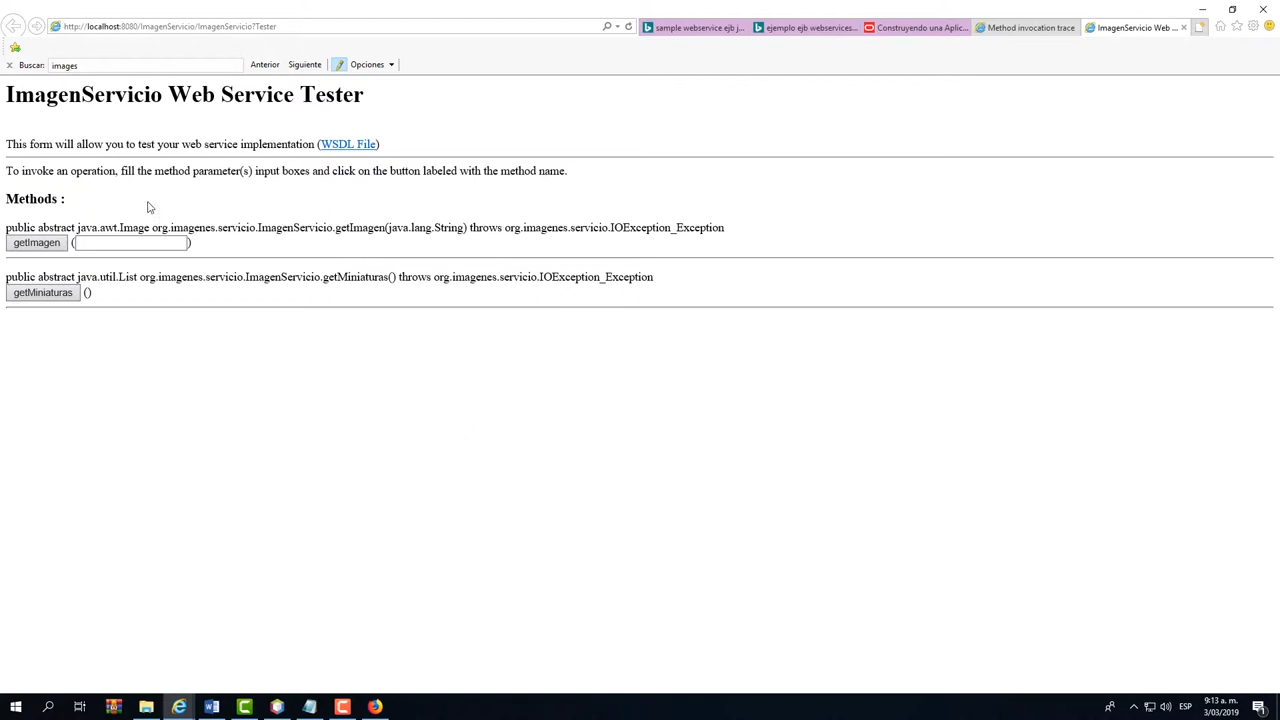 http://localhost:8080/ImagenServicio/ImagenServicio?Tester
sample webservice ejb j...
ejemplo ejb webservices...
Construyendo una Aplic...
Method invocation trace
ImagenServicio Web ...
Buscar: images
Anterior
Siguiente
Opciones
ImagenServicio Web Service Tester
This form will allow you to test your web service implementation (WSDL File)
To invoke an operation, fill the method parameter(s) input boxes and click on the button labeled with the method name.
Methods :
public abstract java.awt.Image org.imagenes.servicio.ImagenServicio.getImagen(java.lang.String) throws org.imagenes.servicio.IOException_Exception
getImagen ( )
public abstract java.util.List org.imagenes.servicio.ImagenServicio.getMiniaturas() throws org.imagenes.servicio.IOException_Exception
getMiniaturas ()
ESP
9:13 a. m.
3/03/2019